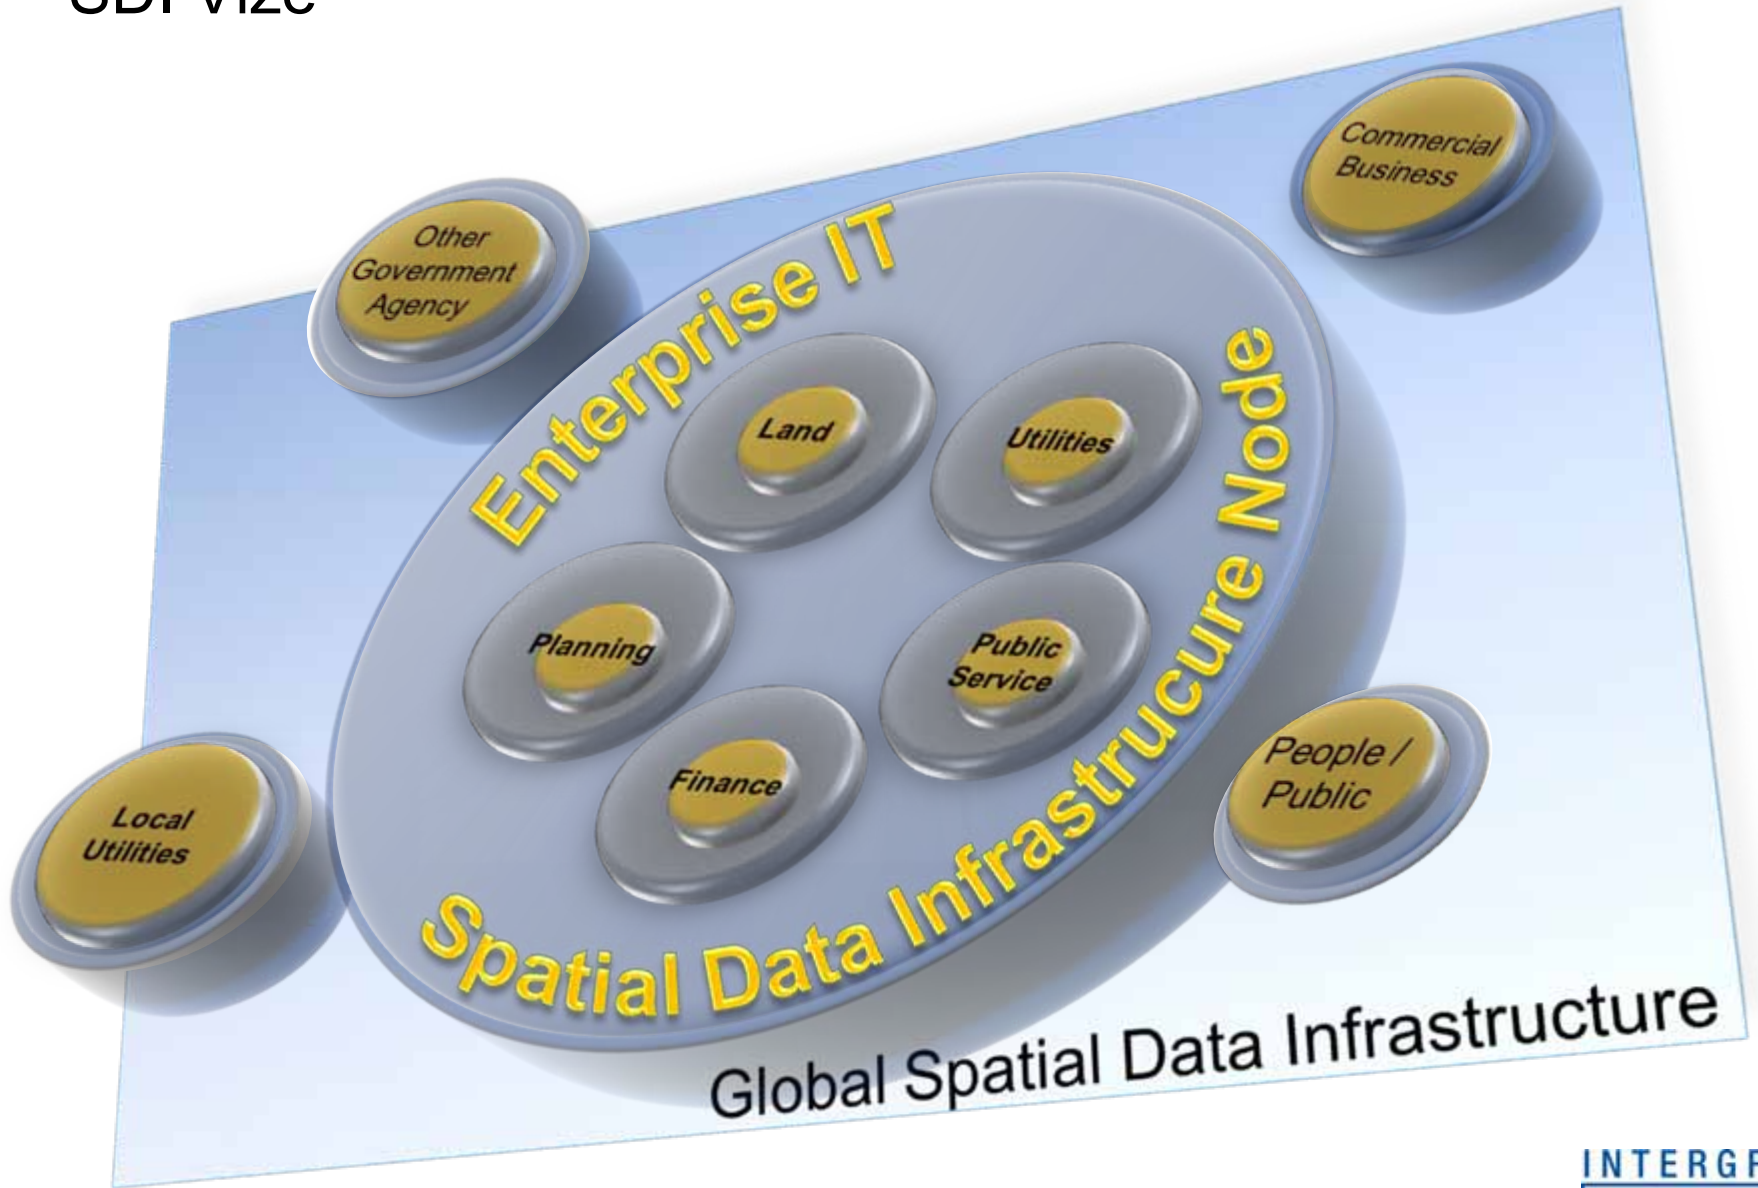 SDI vize
Other
Government
Agency
Commercial
Business
Enterprise IT
Land
Utilities
Planning
Public
Service
Finance
Spatial Data Infrastrucure Node
Local
Utilities
People /
Public
Global Spatial Data Infrastructure